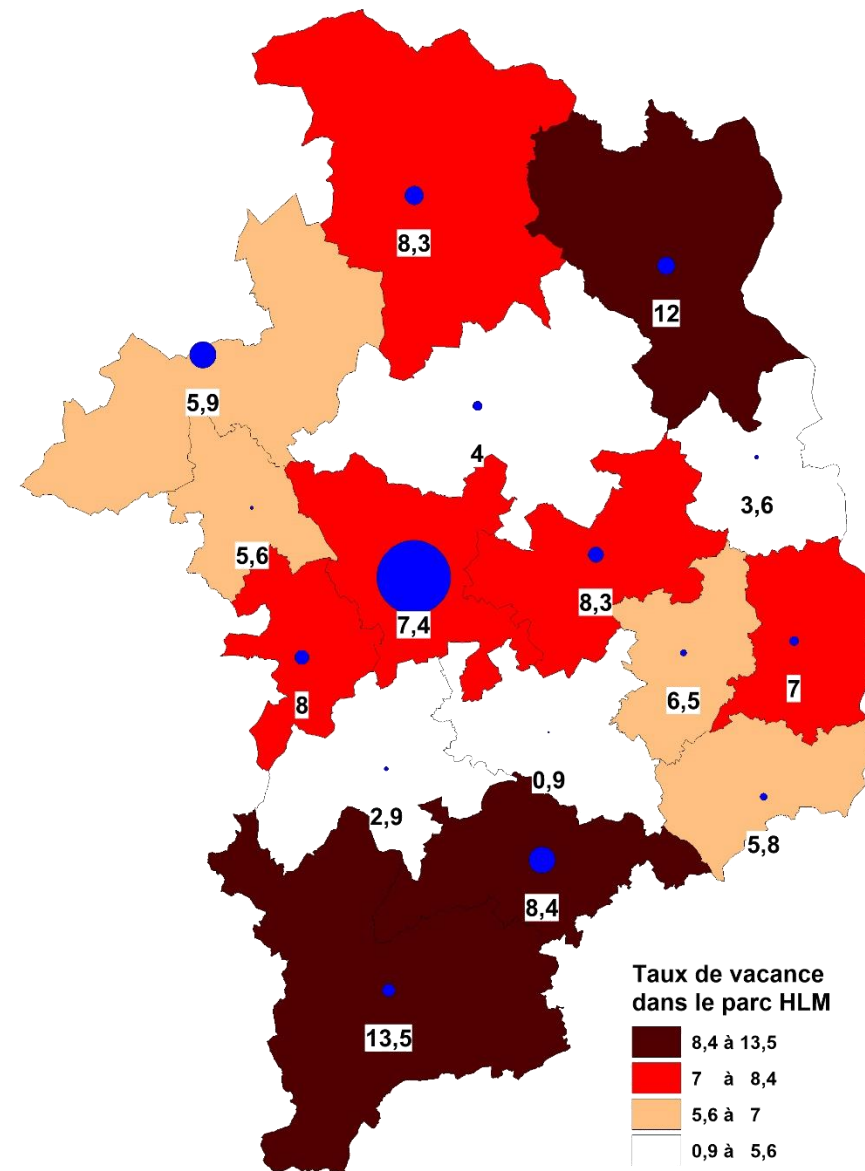 8,3
12
5,9
4
3,6
5,6
8,3
7,4
6,5
7
8
0,9
2,9
5,8
8,4
13,5
Taux de vacance
dans le parc HLM
8,4 à 13,5
7 à 8,4
5,6 à 7
0,9 à 5,6